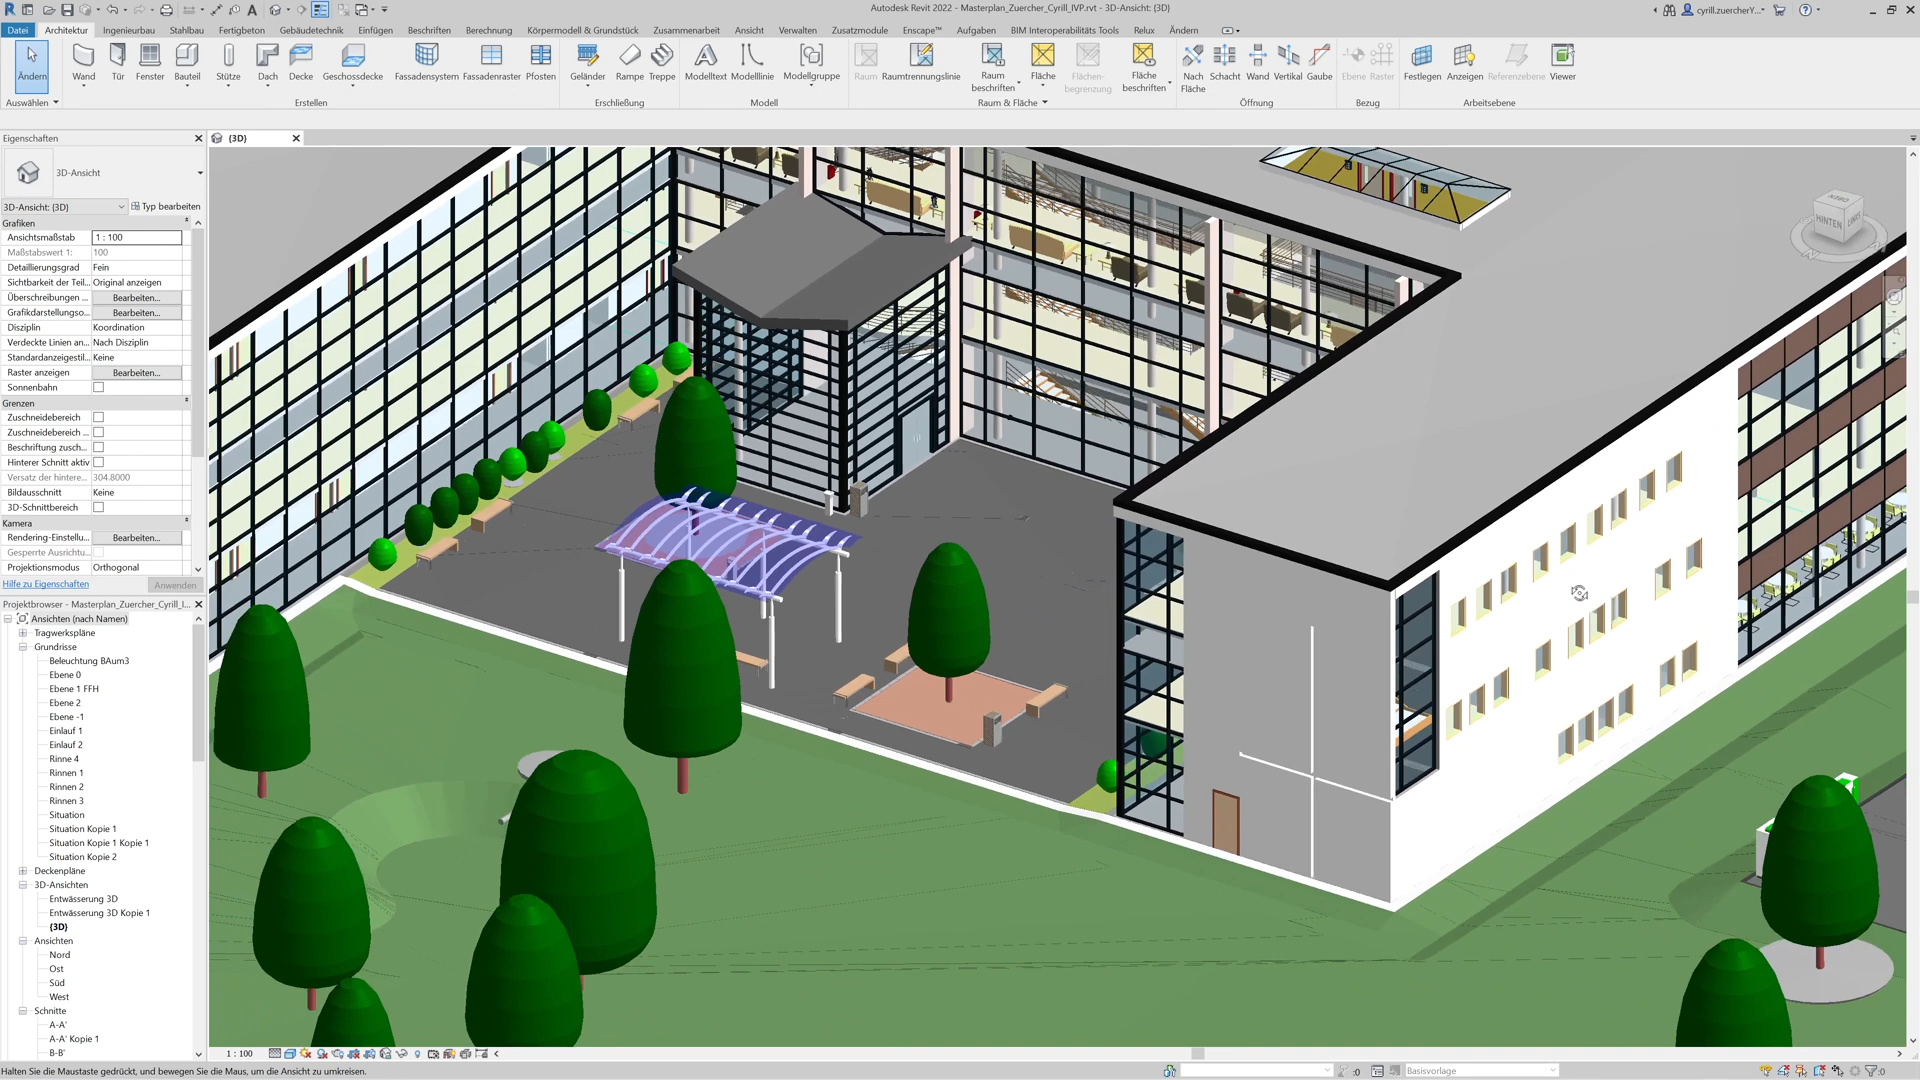 Autodesk Revit 2022 - Masterplan_Zuercher_Cyrill_IVP.rvt - 3D-Ansicht: {3D}
cyrill.zuercherY...
Datei Architektur Ingenieurbau Stahlbau Fertigbeton Gebäudetechnik Einfügen Beschriften Berechnung Körpermodell & Grundstück Zusammenarbeit Ansicht Verwalten Zusatzmodule Enscape™ Aufgaben BIM Interoperabilitäts Tools Relux Ändern
Ändern Wand Tür Fenster Bauteil Stütze Dach Decke Geschossdecke Fassadensystem Fassadenraster Pfosten Geländer Rampe Treppe Modelltext Modelllinie Modellgruppe Raum Raumtrennungslinie Raum beschriften Fläche Flächen-begrenzung Fläche beschriften Nach Fläche Schacht Wand Vertikal Gaube Ebene Raster Festlegen Anzeigen Referenzebene Viewer
Auswählen Erstellen Erschließung Modell Raum & Fläche Öffnung Bezug Arbeitsebene
Eigenschaften
{3D}
3D-Ansicht
3D-Ansicht: {3D} Typ bearbeiten
Grafiken
Ansichtsmaßstab 1 : 100
Maßstabswert 1: 100
Detaillierungsgrad Fein
Sichtbarkeit der Teil... Original anzeigen
Überschreibungen ... Bearbeiten...
Grafikdarstellungso... Bearbeiten...
Disziplin Koordination
Verdeckte Linien an... Nach Disziplin
Standardanzeigestil... Keine
Raster anzeigen Bearbeiten...
Sonnenbahn
Grenzen
Zuschneidebereich
Zuschneidebereich ...
Beschriftung zusch...
Hinterer Schnitt aktiv
Versatz der hintere... 304.8000
Bildausschnitt Keine
3D-Schnittbereich
Kamera
Rendering-Einstellu... Bearbeiten...
Gesperrte Ausrichtu...
Projektionsmodus Orthogonal
Hilfe zu Eigenschaften Anwenden
Projektbrowser - Masterplan_Zuercher_Cyrill_I...
Ansichten (nach Namen)
Tragwerkspläne
Grundrisse
Beleuchtung BAum3
Ebene 0
Ebene 1 FFH
Ebene 2
Ebene -1
Einlauf 1
Einlauf 2
Rinne 4
Rinnen 1
Rinnen 2
Rinnen 3
Situation
Situation Kopie 1
Situation Kopie 1 Kopie 1
Situation Kopie 2
Deckenpläne
3D-Ansichten
Entwässerung 3D
Entwässerung 3D Kopie 1
{3D}
Ansichten
Nord
Ost
Süd
West
Schnitte
A-A'
A-A' Kopie 1
B-B'
HINTEN LINKS
1 : 100
Halten Sie die Maustaste gedrückt, und bewegen Sie die Maus, um die Ansicht zu umkreisen.
:0
Basisvorlage
:0